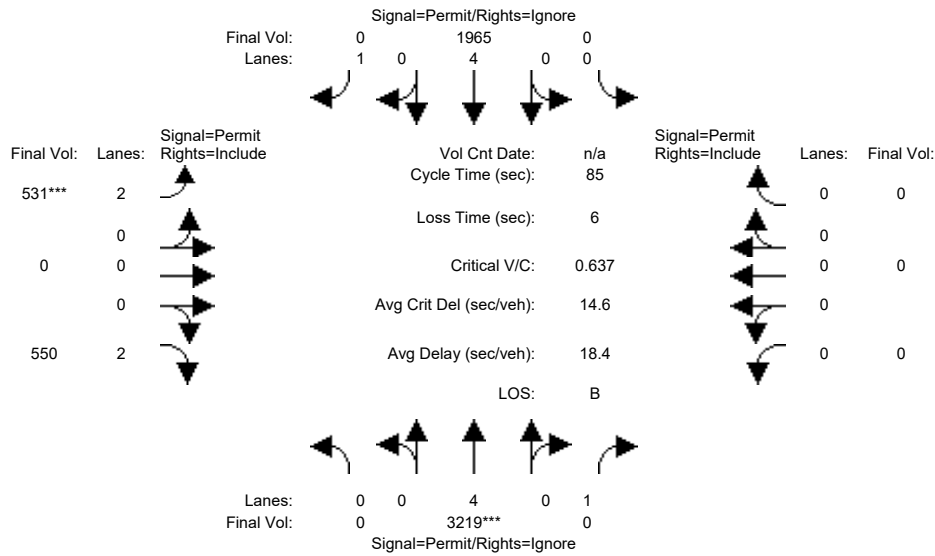 Signal=Permit/Rights=Ignore
Final Vol: 0 1965 0
Lanes: 1 0 4 0 0
Signal=Permit Signal=Permit
Final Vol: Lanes: Rights=Include Vol Cnt Date: n/a Rights=Include Lanes: Final Vol:
Cycle Time (sec): 85
531*** 2 0 0
Loss Time (sec): 6
0 0
0 0 Critical V/C: 0.637 0 0
0 Avg Crit Del (sec/veh): 14.6 0
550 2 Avg Delay (sec/veh): 18.4 0 0
LOS: B
Lanes: 0 0 4 0 1
Final Vol: 0 3219*** 0
Signal=Permit/Rights=Ignore